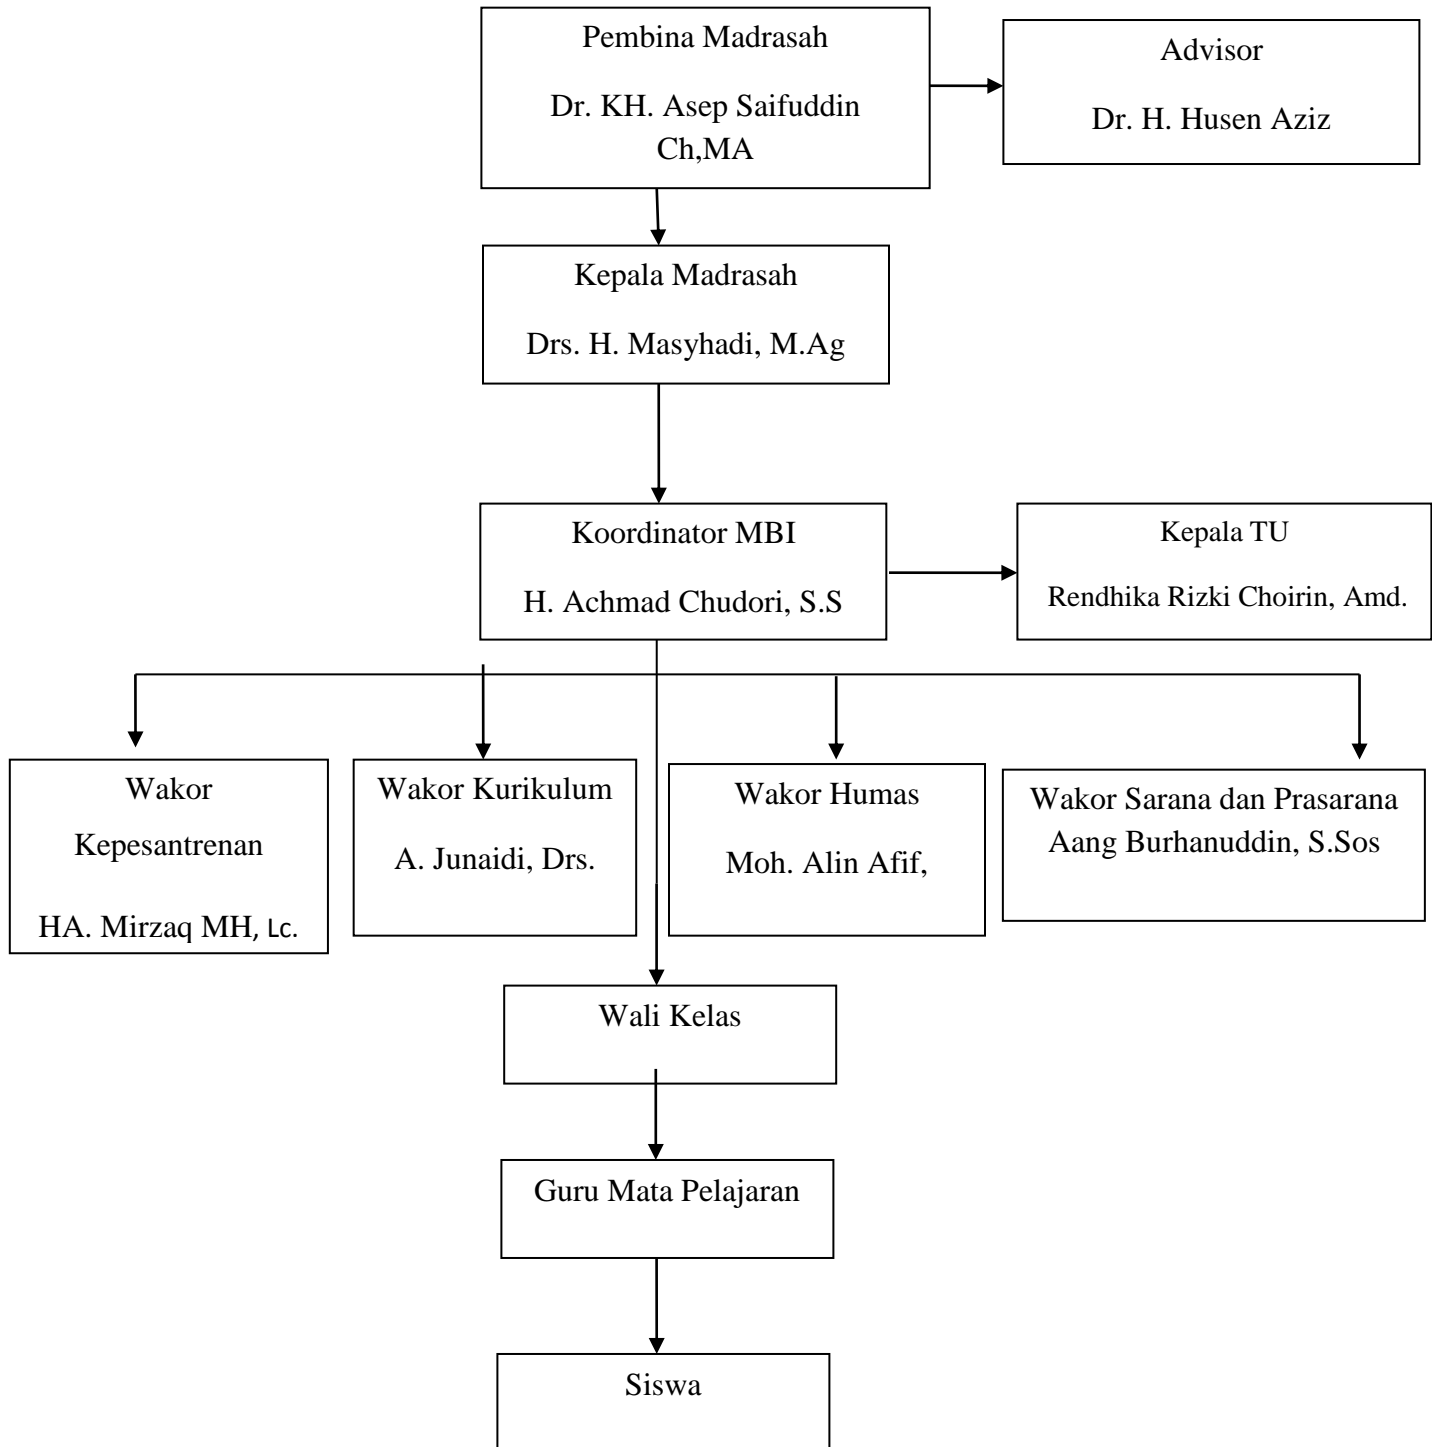 Pembina Madrasah
Dr. KH. Asep Saifuddin
Ch,MA
Advisor
Dr. H. Husen Aziz
Kepala Madrasah
Drs. H. Masyhadi, M.Ag
Koordinator MBI
H. Achmad Chudori, S.S
Kepala TU
Rendhika Rizki Choirin, Amd.
Wakor
Kepesantrenan
HA. Mirzaq MH, Lc.
Wakor Kurikulum
A. Junaidi, Drs.
Wakor Humas
Moh. Alin Afif,
Wakor Sarana dan Prasarana
Aang Burhanuddin, S.Sos
Wali Kelas
Guru Mata Pelajaran
Siswa